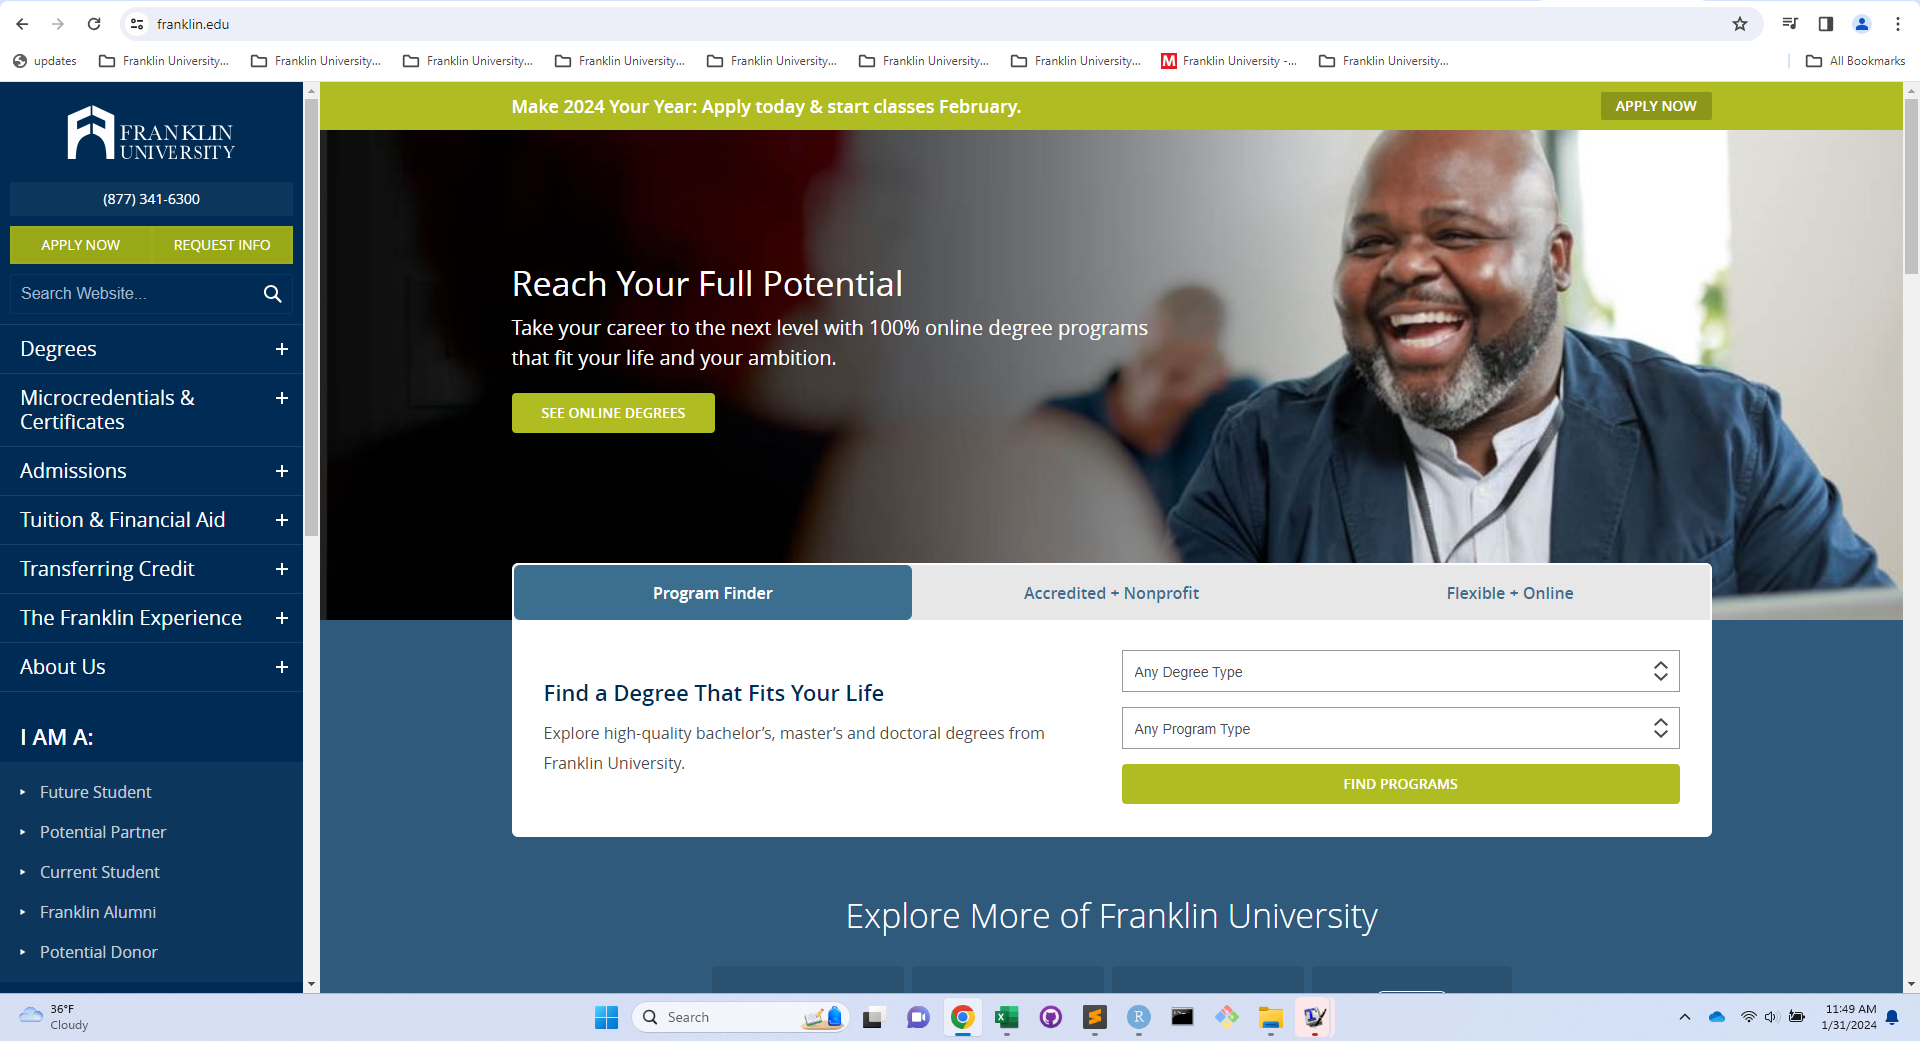 franklin.edu
updates
Franklin University...
Franklin University...
Franklin University...
Franklin University...
Franklin University...
Franklin University...
Franklin University...
M Franklin University -...
Franklin University...
All Bookmarks
FRANKLIN
UNIVERSITY
(877) 341-6300
APPLY NOW
REQUEST INFO
Search Website...
Degrees
Microcredentials &
Certificates
Admissions
Tuition & Financial Aid
Transferring Credit
The Franklin Experience
About Us
I AM A:
Future Student
Potential Partner
Current Student
Franklin Alumni
Potential Donor
Make 2024 Your Year: Apply today & start classes February.
APPLY NOW
Reach Your Full Potential
Take your career to the next level with 100% online degree programs
that fit your life and your ambition.
SEE ONLINE DEGREES
Program Finder
Accredited + Nonprofit
Flexible + Online
Find a Degree That Fits Your Life
Explore high-quality bachelor’s, master’s and doctoral degrees from
Franklin University.
Any Degree Type
Any Program Type
FIND PROGRAMS
Explore More of Franklin University
36°F
Cloudy
Search
11:49 AM
1/31/2024